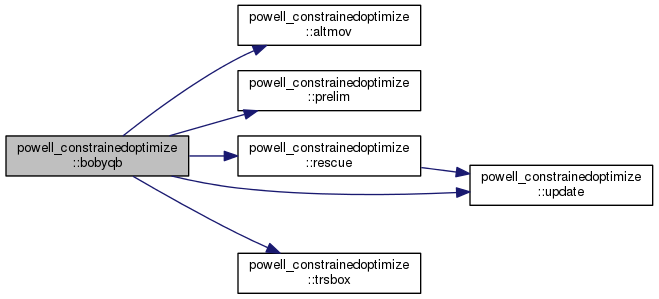 powell_constrainedoptimize
::altmov
powell_constrainedoptimize
::prelim
powell_constrainedoptimize
::bobyqb
powell_constrainedoptimize
::rescue
powell_constrainedoptimize
::update
powell_constrainedoptimize
::trsbox